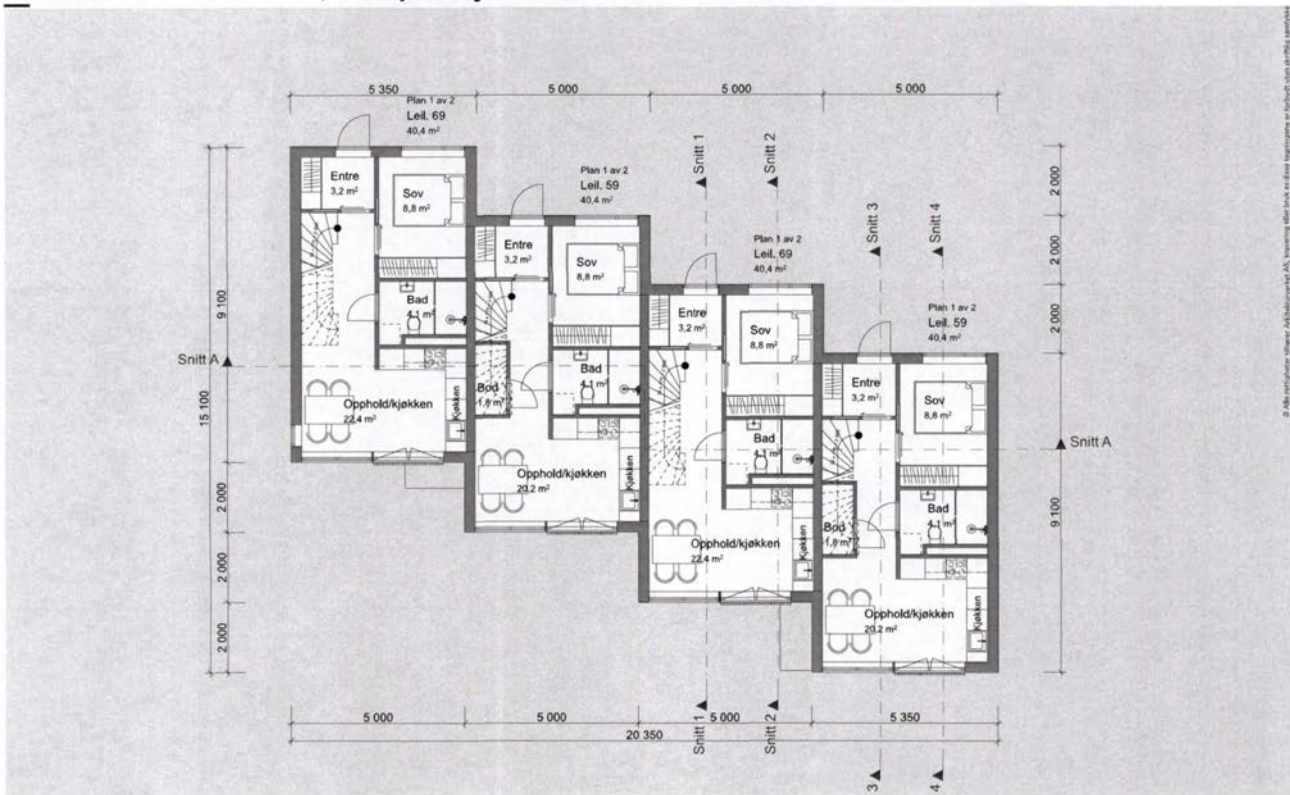 5 350
5 000
5 000
5 000
Plan 1 av 2
Leil. 69
40,4 m²
Plan 1 av 2
Leil. 59
40,4 m²
Plan 1 av 2
Leil. 69
40,4 m²
Plan 1 av 2
Leil. 59
40,4 m²
Snitt 1
Snitt 2
Snitt 3
Snitt 4
2 000
2 000
2 000
9 100
9 100
15 100
2 000
2 000
2 000
Snitt A
Snitt A
Entre
3,2 m²
Sov
8,8 m²
Bad
4,1 m²
Opphold/kjøkken
22,4 m²
Kjøkken
Entre
3,2 m²
Sov
8,8 m²
Bad
4,1 m²
Bod
1,8 m²
Opphold/kjøkken
20,2 m²
Kjøkken
Entre
3,2 m²
Sov
8,8 m²
Bad
4,1 m²
Opphold/kjøkken
22,4 m²
Kjøkken
Entre
3,2 m²
Sov
8,8 m²
Bad
4,1 m²
Bod
1,8 m²
Opphold/kjøkken
20,2 m²
Kjøkken
5 000
5 000
Snitt 1
Snitt 2
5 000
5 350
20 350
3
4